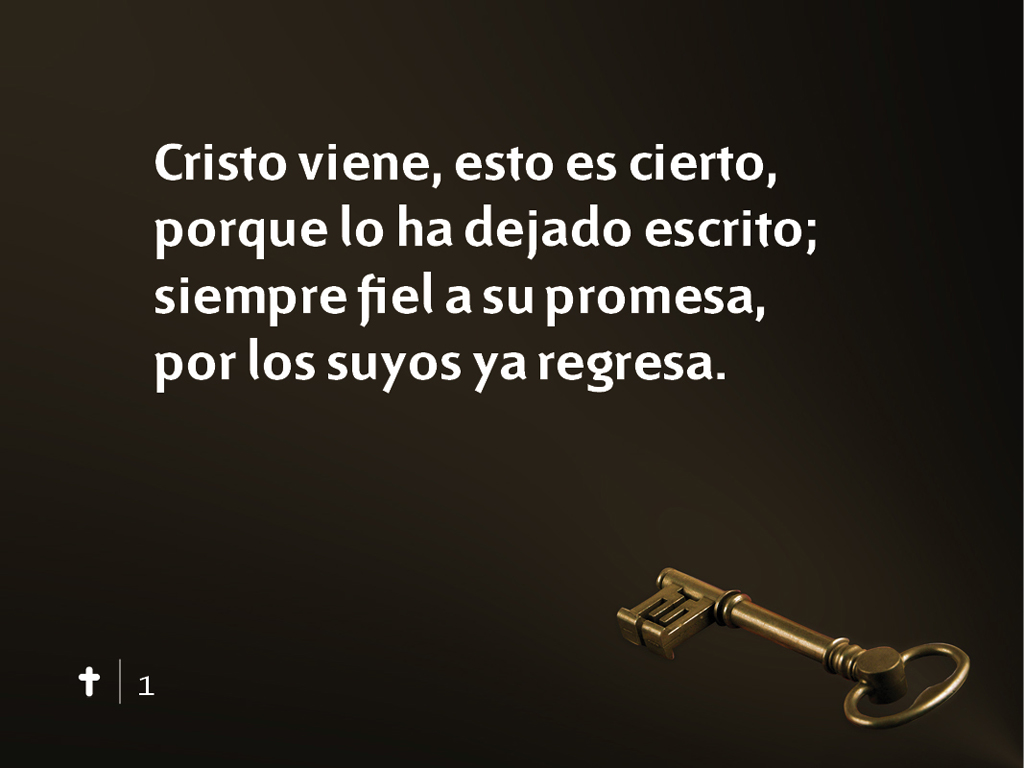 Cristo viene, esto es cierto,
porque lo ha dejado escrito;
siempre fiel a su promesa,
por los suyos ya regresa.
1